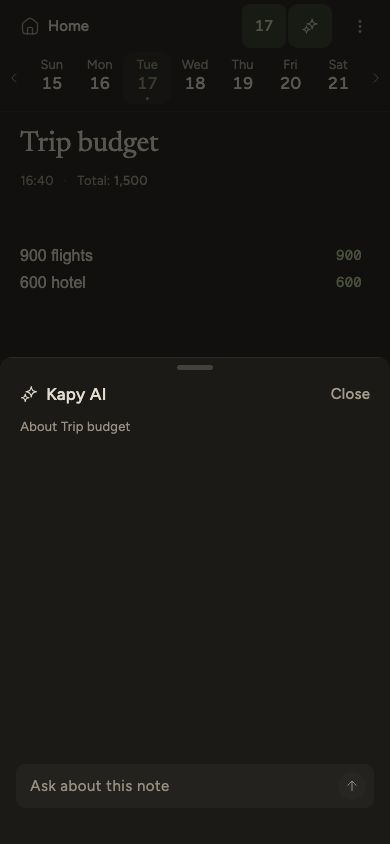 Home 17
Sun Mon Tue Wed Thu Fri Sat
15 16 17 18 19 20 21
Trip budget
16:40 · Total: 1,500
900 flights 900
600 hotel 600
Kapy AI Close
About Trip budget
Ask about this note